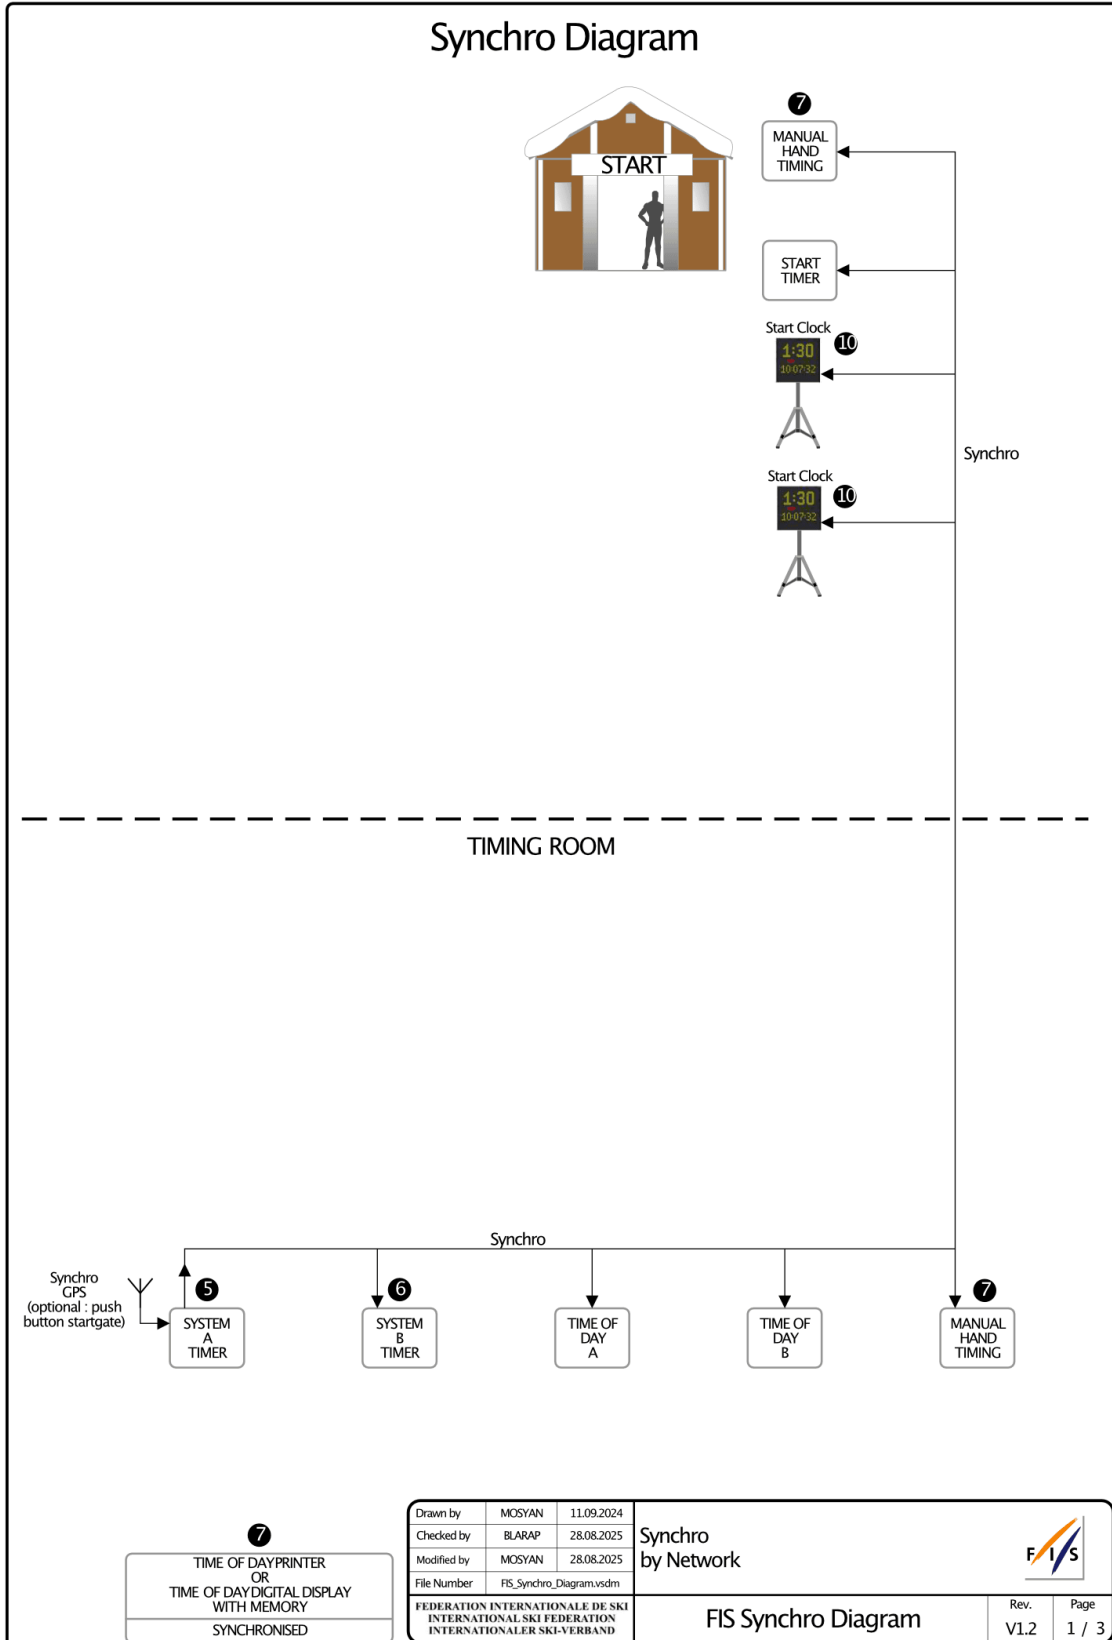 Synchro Diagram
7
MANUAL
HAND
TIMING
START
START
TIMER
Start Clock
10
1:30
10:07:32
Synchro
Start Clock
10
1:30
10:07:32
TIMING ROOM
Synchro
Synchro
GPS
(optional : push
button startgate)
5
SYSTEM
A
TIMER
6
SYSTEM
B
TIMER
TIME OF
DAY
A
TIME OF
DAY
B
7
MANUAL
HAND
TIMING
7
TIME OF DAYPRINTER
OR
TIME OF DAYDIGITAL DISPLAY
WITH MEMORY
SYNCHRONISED
Drawn by MOSYAN 11.09.2024
Checked by BLARAP 28.08.2025
Modified by MOSYAN 28.08.2025
File Number FIS_Synchro_Diagram.vsdm
FEDERATION INTERNATIONALE DE SKI
INTERNATIONAL SKI FEDERATION
INTERNATIONALER SKI-VERBAND
Synchro
by Network
FIS
FIS Synchro Diagram
Rev.
V1.2
Page
1 / 3